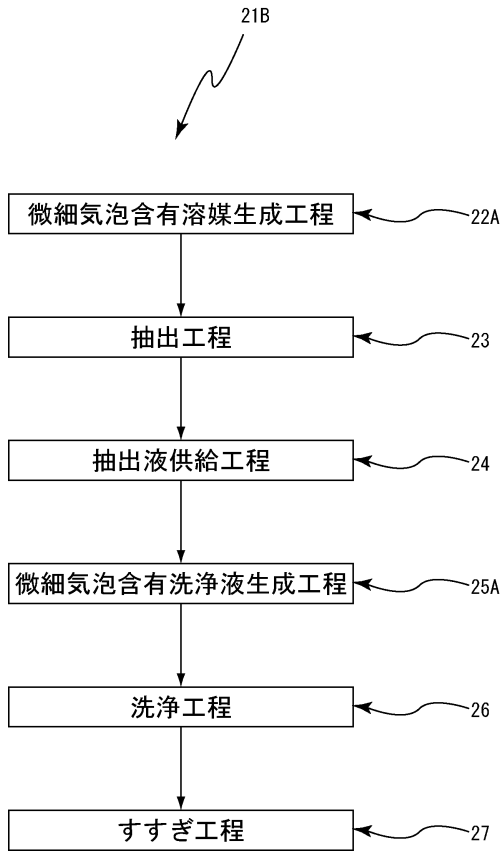 21B
微細気泡含有溶媒生成工程
22A
抽出工程
23
抽出液供給工程
24
微細気泡含有洗浄液生成工程
25A
洗浄工程
26
すすぎ工程
27